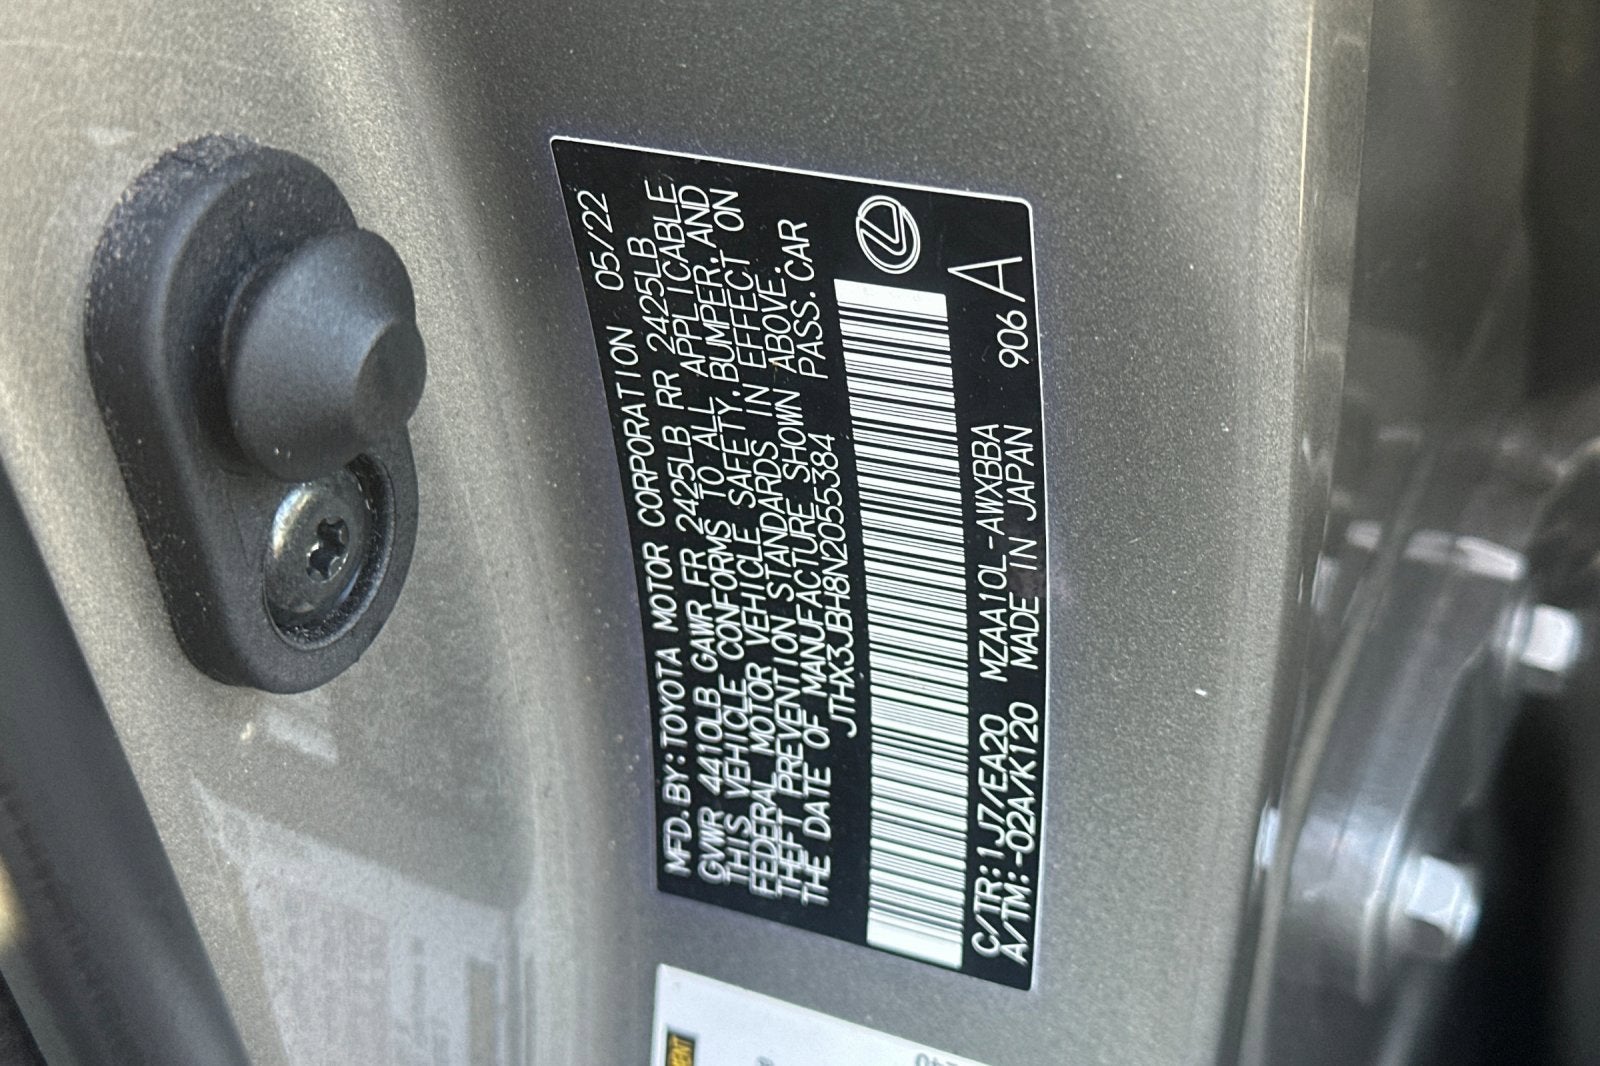 MFD. BY: TOYOTA MOTOR CORPORATION 05/22
GVWR 4410LB GAWR FR 2425LB RR 2425LB
THIS VEHICLE CONFORMS TO ALL APPLICABLE
FEDERAL MOTOR VEHICLE SAFETY, BUMPER, AND
THEFT PREVENTION STANDARDS IN EFFECT ON
THE DATE OF MANUFACTURE SHOWN ABOVE.
JTHX3JBH8N2055384 PASS. CAR
C/TR: 1J7/EA20 MZAA10L-AWXBBA
A/TM: -02A/K120 MADE IN JAPAN 906 A